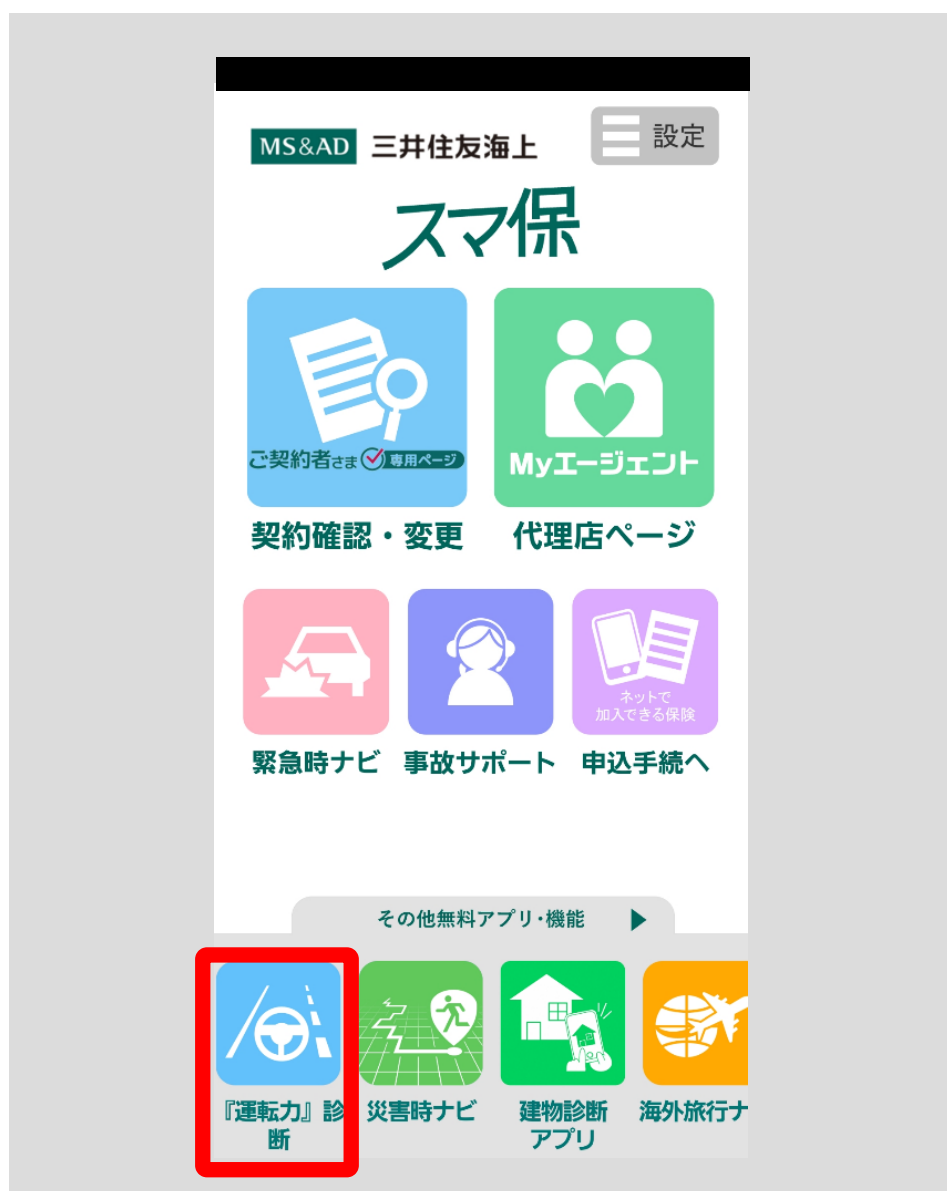 MS&AD 三井住友海上
設定
スマ保
ご契約者さま 専用ページ
Myエージェント
契約確認・変更
代理店ページ
ネットで
加入できる保険
緊急時ナビ
事故サポート
申込手続へ
その他無料アプリ・機能
『運転力』診
断
災害時ナビ
建物診断
アプリ
海外旅行ナ